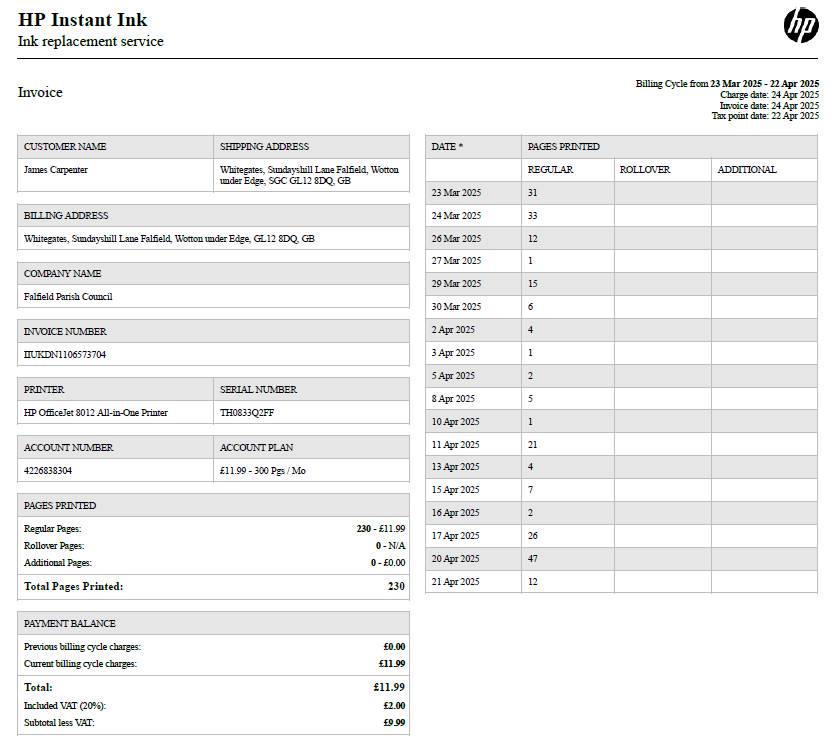 HP Instant Ink
Ink replacement service
hp
Invoice
Billing Cycle from 23 Mar 2025 - 22 Apr 2025
Charge date: 24 Apr 2025
Invoice date: 24 Apr 2025
Tax point date: 22 Apr 2025
CUSTOMER NAME SHIPPING ADDRESS
James Carpenter Whitegates, Sundayshill Lane Falfield, Wotton
under Edge, SGC GL12 8DQ, GB
BILLING ADDRESS
Whitegates, Sundayshill Lane Falfield, Wotton under Edge, GL12 8DQ, GB
COMPANY NAME
Falfield Parish Council
INVOICE NUMBER
IIUKDN1106573704
PRINTER SERIAL NUMBER
HP OfficeJet 8012 All-in-One Printer TH0833Q2FF
ACCOUNT NUMBER ACCOUNT PLAN
4226838304 £11.99 - 300 Pgs / Mo
PAGES PRINTED
Regular Pages: 230 - £11.99
Rollover Pages: 0 - N/A
Additional Pages: 0 - £0.00
Total Pages Printed: 230
PAYMENT BALANCE
Previous billing cycle charges: £0.00
Current billing cycle charges: £11.99
Total: £11.99
Included VAT (20%): £2.00
Subtotal less VAT: £9.99
DATE * PAGES PRINTED
REGULAR ROLLOVER ADDITIONAL
23 Mar 2025 31
24 Mar 2025 33
26 Mar 2025 12
27 Mar 2025 1
29 Mar 2025 15
30 Mar 2025 6
2 Apr 2025 4
3 Apr 2025 1
5 Apr 2025 2
8 Apr 2025 5
10 Apr 2025 1
11 Apr 2025 21
13 Apr 2025 4
15 Apr 2025 7
16 Apr 2025 2
17 Apr 2025 26
20 Apr 2025 47
21 Apr 2025 12